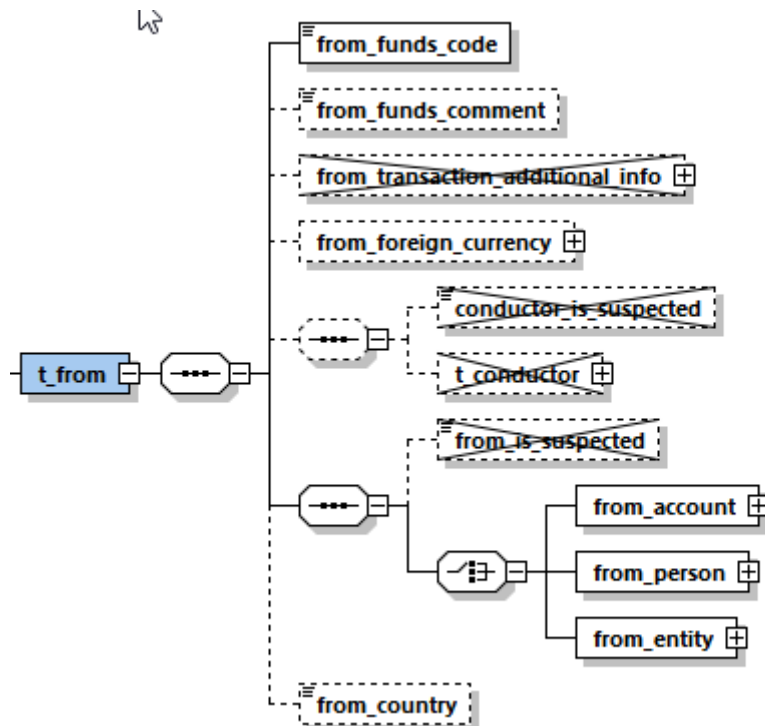 from_funds_code
from_funds_comment
from_transaction_additional_info
from_foreign_currency
conductor_is_suspected
t_from
t_conductor
from_is_suspected
from_account
from_person
from_entity
from_country